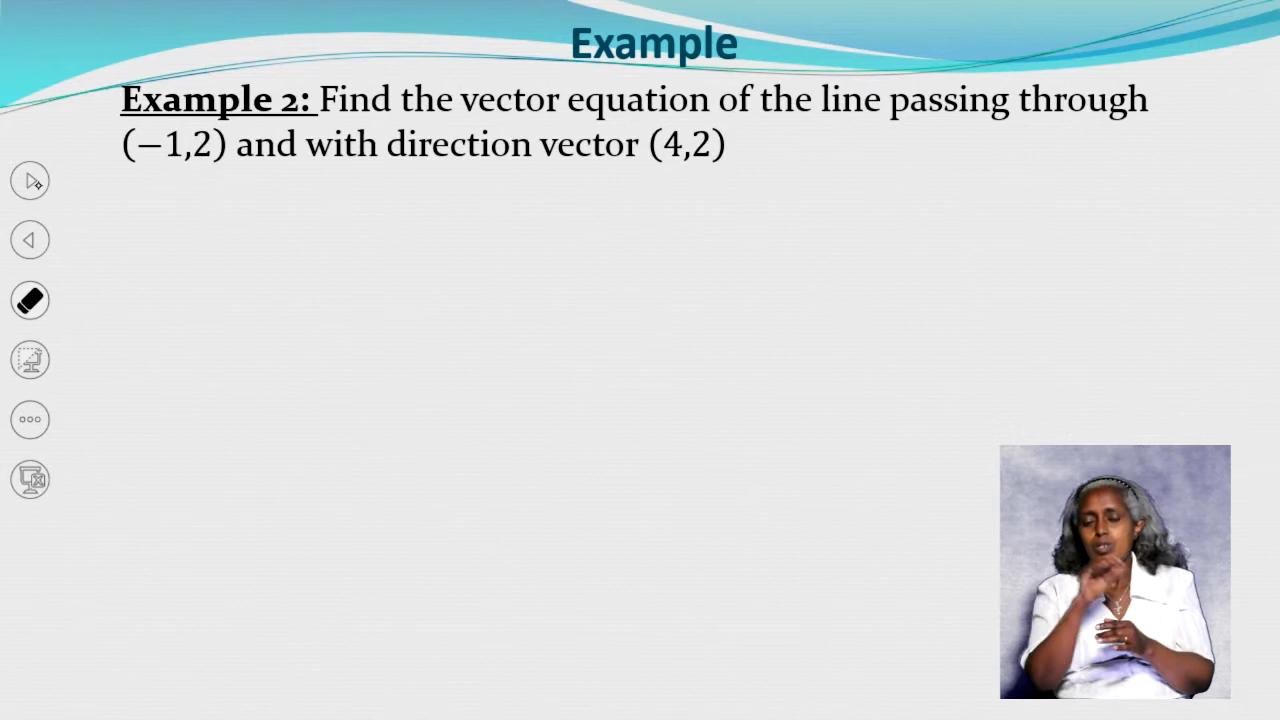 Example
Example 2: Find the vector equation of the line passing through
(−1,2) and with direction vector (4,2)